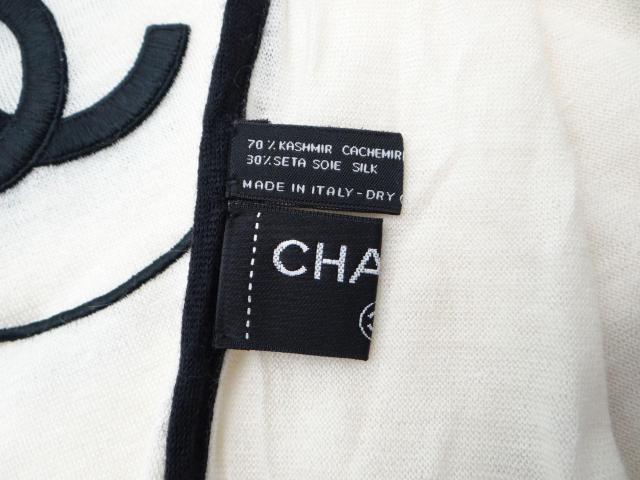 70% KASHMIR CACHEMIR
30% SETA SOIE SILK
MADE IN ITALY-DRY
CHA